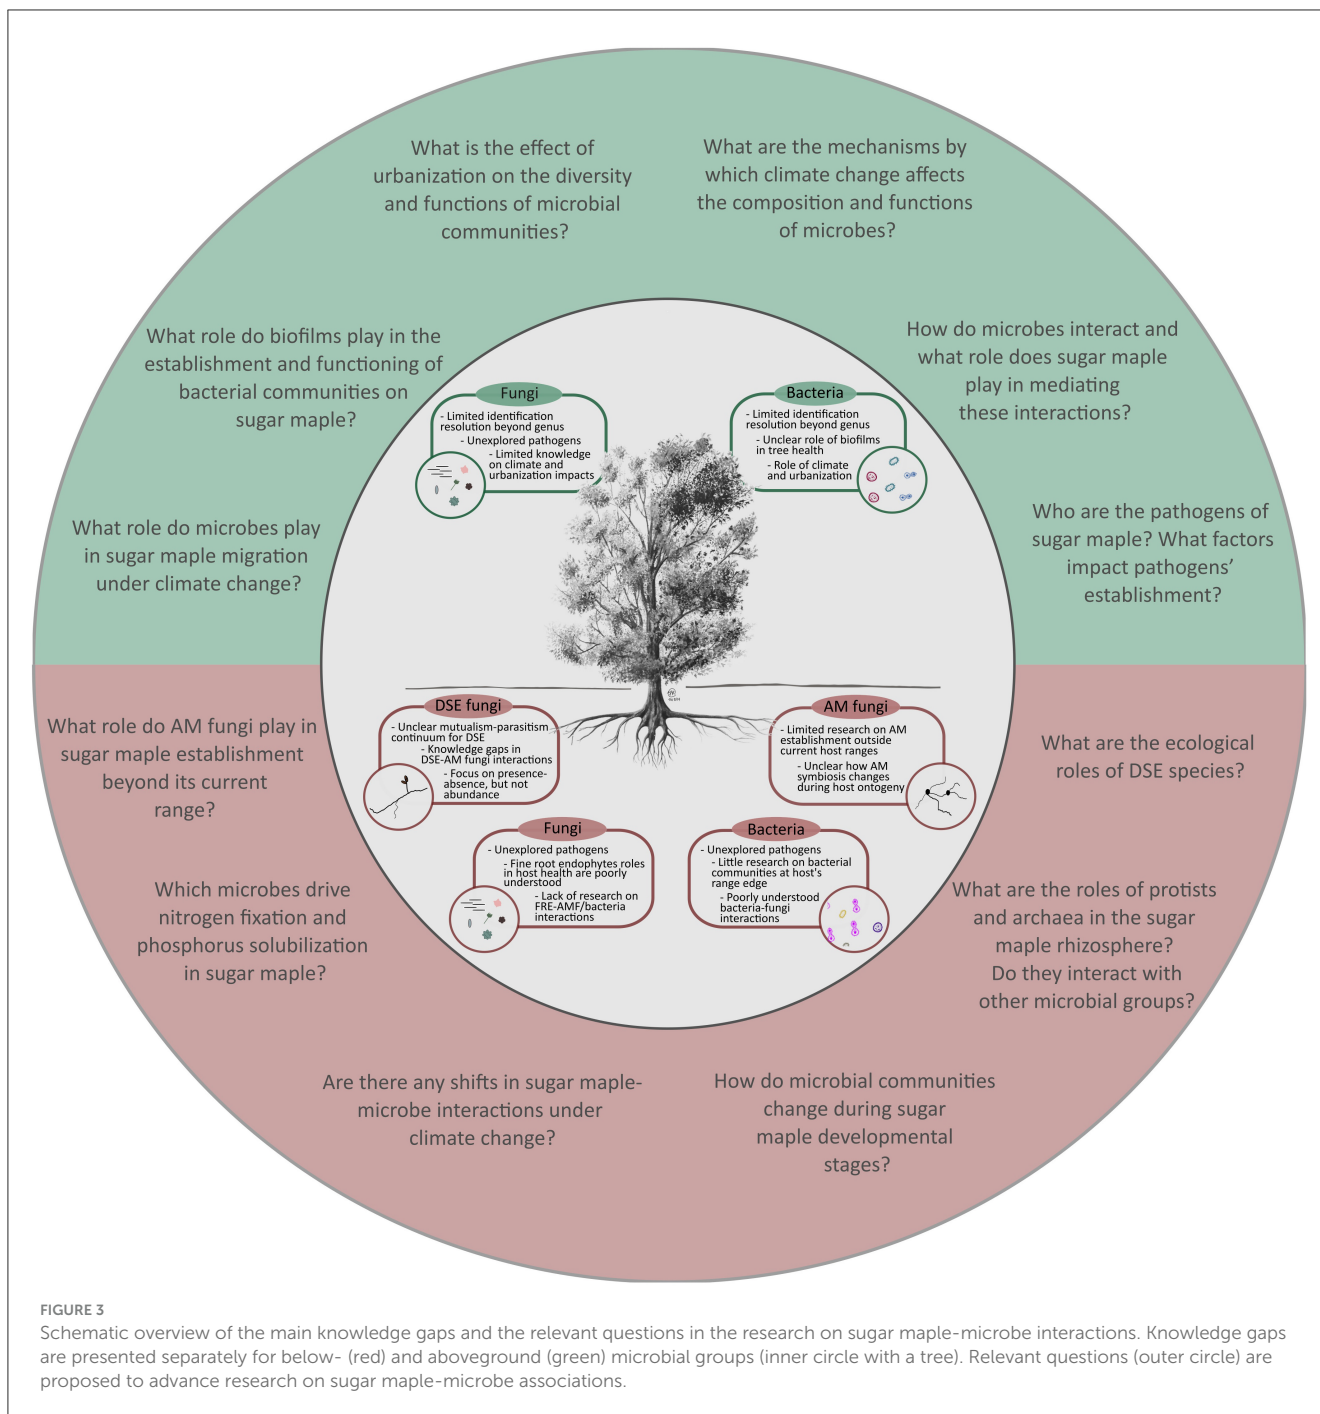 What is the effect of
urbanization on the diversity
and functions of microbial
communities?
What are the mechanisms by
which climate change affects
the composition and functions
of microbes?
What role do biofilms play in the
establishment and functioning of
bacterial communities on
sugar maple?
How do microbes interact and
what role does sugar maple
play in mediating
these interactions?
What role do microbes play
in sugar maple migration
under climate change?
Who are the pathogens of
sugar maple? What factors
impact pathogens’
establishment?
Fungi
- Limited identification
resolution beyond genus
- Unexplored pathogens
- Limited knowledge
on climate and
urbanization impacts
Bacteria
- Limited identification
resolution beyond genus
- Unclear role of biofilms
in tree health
- Role of climate
and urbanization
DSE fungi
- Unclear mutualism-parasitism
continuum for DSE
- Knowledge gaps in
DSE-AM fungi interactions
- Focus on presence-
absence, but not
abundance
AM fungi
- Limited research on AM
establishment outside
current host ranges
- Unclear how AM
symbiosis changes
during host ontogeny
Fungi
- Unexplored pathogens
- Fine root endophytes roles
in host health are poorly
understood
- Lack of research on
FRE-AMF/bacteria
interactions
Bacteria
- Unexplored pathogens
- Little research on bacterial
communities at host's
range edge
- Poorly understood
bacteria-fungi
interactions
What role do AM fungi play in
sugar maple establishment
beyond its current
range?
What are the ecological
roles of DSE species?
Which microbes drive
nitrogen fixation and
phosphorus solubilization
in sugar maple?
What are the roles of protists
and archaea in the sugar
maple rhizosphere?
Do they interact with
other microbial groups?
Are there any shifts in sugar maple-
microbe interactions under
climate change?
How do microbial communities
change during sugar
maple developmental
stages?
FIGURE 3
Schematic overview of the main knowledge gaps and the relevant questions in the research on sugar maple-microbe interactions. Knowledge gaps
are presented separately for below- (red) and aboveground (green) microbial groups (inner circle with a tree). Relevant questions (outer circle) are
proposed to advance research on sugar maple-microbe associations.